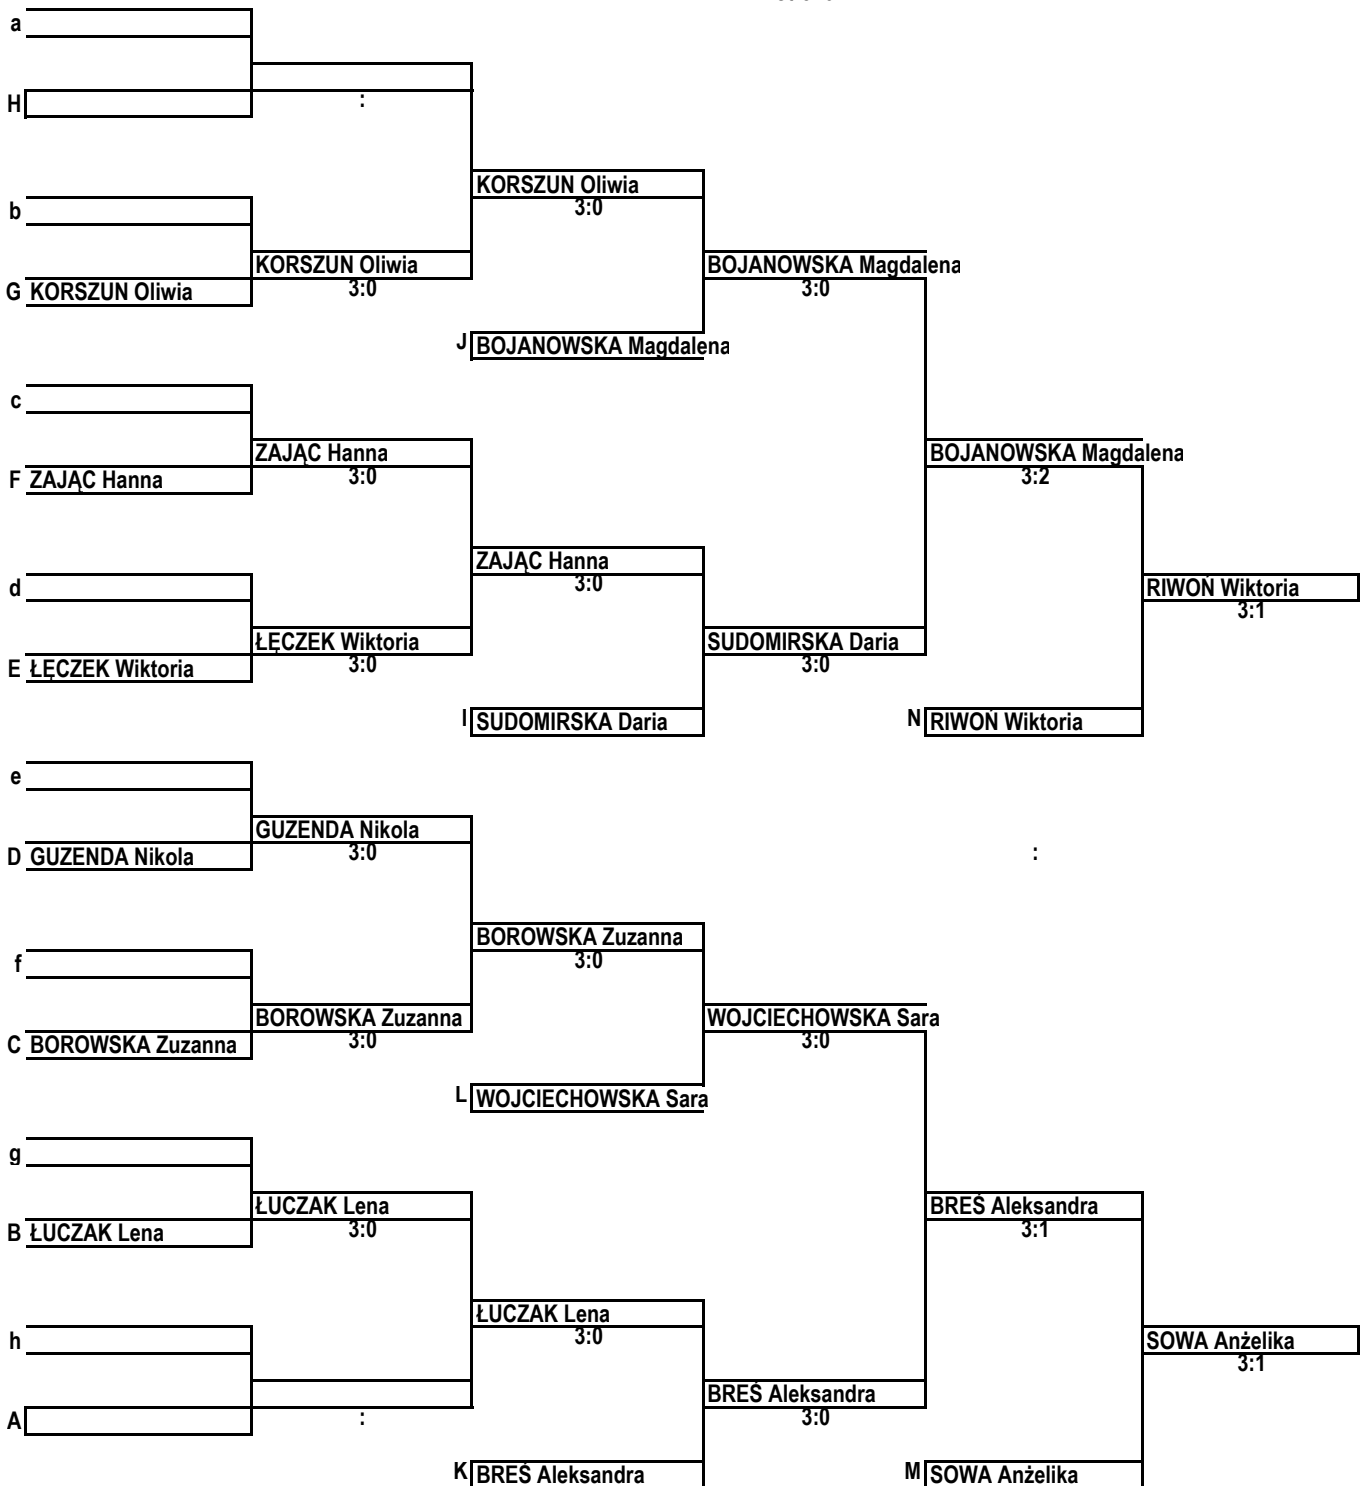 a
:
H
KORSZUN Oliwia
3:0
b
KORSZUN Oliwia
BOJANOWSKA Magdalena
G KORSZUN Oliwia
3:0
3:0
J BOJANOWSKA Magdalena
c
ZAJĄC Hanna
BOJANOWSKA Magdalena
F ZAJĄC Hanna
3:0
3:2
ZAJĄC Hanna
3:0
d
RIWOŃ Wiktoria
3:1
ŁĘCZEK Wiktoria
SUDOMIRSKA Daria
E ŁĘCZEK Wiktoria
3:0
3:0
I SUDOMIRSKA Daria
N RIWOŃ Wiktoria
e
GUZENDA Nikola
D GUZENDA Nikola
3:0
:
BOROWSKA Zuzanna
3:0
f
BOROWSKA Zuzanna
WOJCIECHOWSKA Sara
C BOROWSKA Zuzanna
3:0
3:0
L WOJCIECHOWSKA Sara
g
ŁUCZAK Lena
BREŚ Aleksandra
B ŁUCZAK Lena
3:0
3:1
ŁUCZAK Lena
3:0
h
SOWA Anżelika
3:1
BREŚ Aleksandra
A
:
3:0
K BREŚ Aleksandra
M SOWA Anżelika